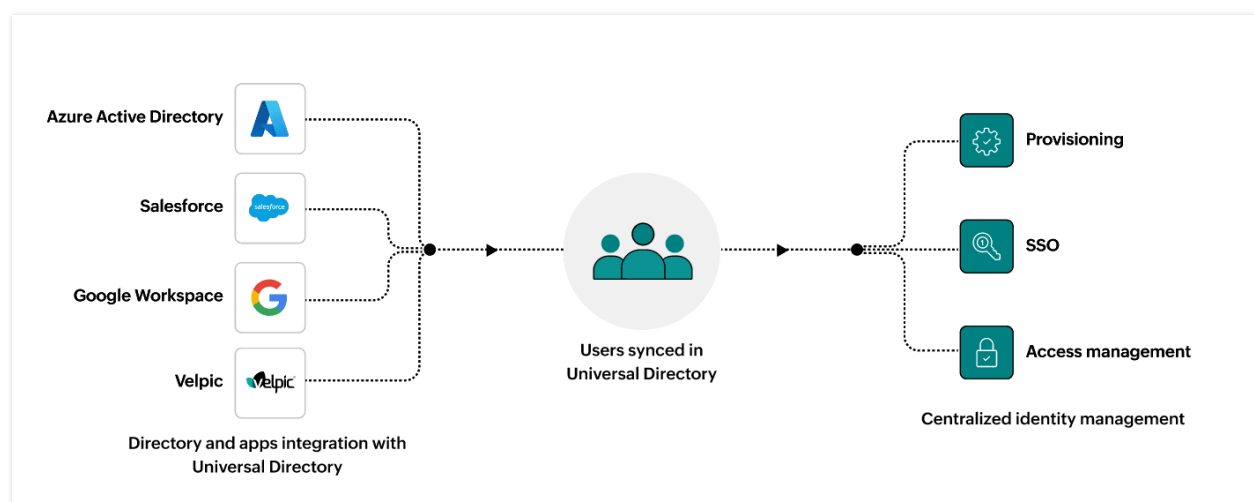 Azure Active Directory
Salesforce
salesforce
Google Workspace
Velpic
velpic
Directory and apps integration with
Universal Directory
Users synced in
Universal Directory
Provisioning
1
SSO
Access management
Centralized identity management